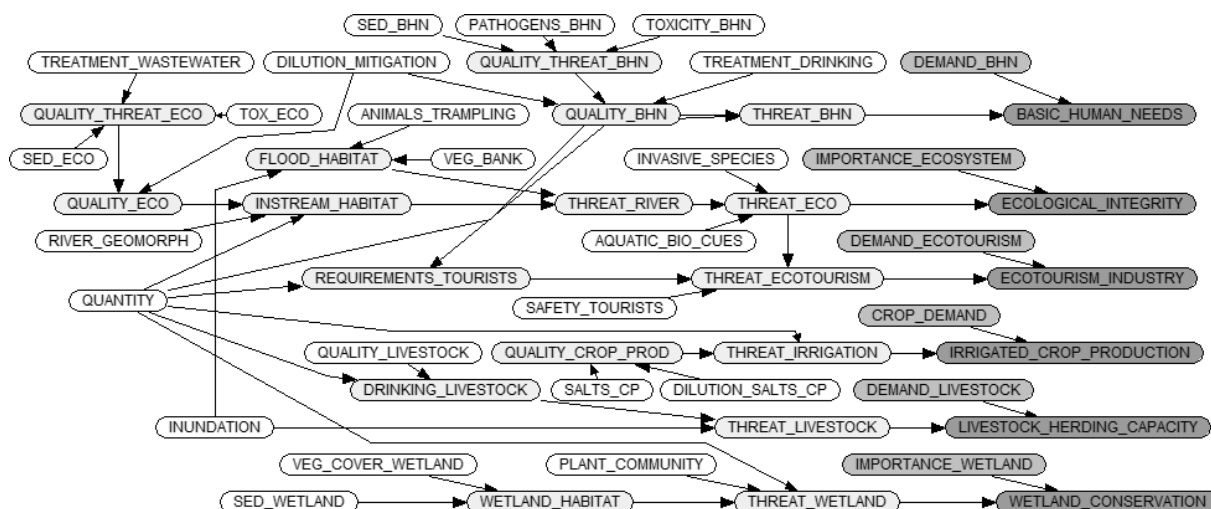 SED_BHN
PATHOGENS_BHN
TOXICITY_BHN
TREATMENT_WASTEWATER
DILUTION_MITIGATION
QUALITY_THREAT_BHN
TREATMENT_DRINKING
DEMAND_BHN
QUALITY_THREAT_ECO
TOX_ECO
ANIMALS_TRAMPLING
QUALITY_BHN
THREAT_BHN
BASIC_HUMAN_NEEDS
SED_ECO
FLOOD_HABITAT
VEG_BANK
INVASIVE_SPECIES
IMPORTANCE_ECOSYSTEM
QUALITY_ECO
INSTREAM_HABITAT
THREAT_RIVER
THREAT_ECO
ECOLOGICAL_INTEGRITY
RIVER_GEOMORPH
AQUATIC_BIO_CUES
DEMAND_ECOTOURISM
REQUIREMENTS_TOURISTS
THREAT_ECOTOURISM
ECOTOURISM_INDUSTRY
QUANTITY
SAFETY_TOURISTS
CROP_DEMAND
QUALITY_LIVESTOCK
QUALITY_CROP_PROD
THREAT_IRRIGATION
IRRIGATED_CROP_PRODUCTION
DRINKING_LIVESTOCK
SALTS_CP
DILUTION_SALTS_CP
DEMAND_LIVESTOCK
INUNDATION
THREAT_LIVESTOCK
LIVESTOCK_HERDING_CAPACITY
VEG_COVER_WETLAND
PLANT_COMMUNITY
IMPORTANCE_WETLAND
SED_WETLAND
WETLAND_HABITAT
THREAT_WETLAND
WETLAND_CONSERVATION